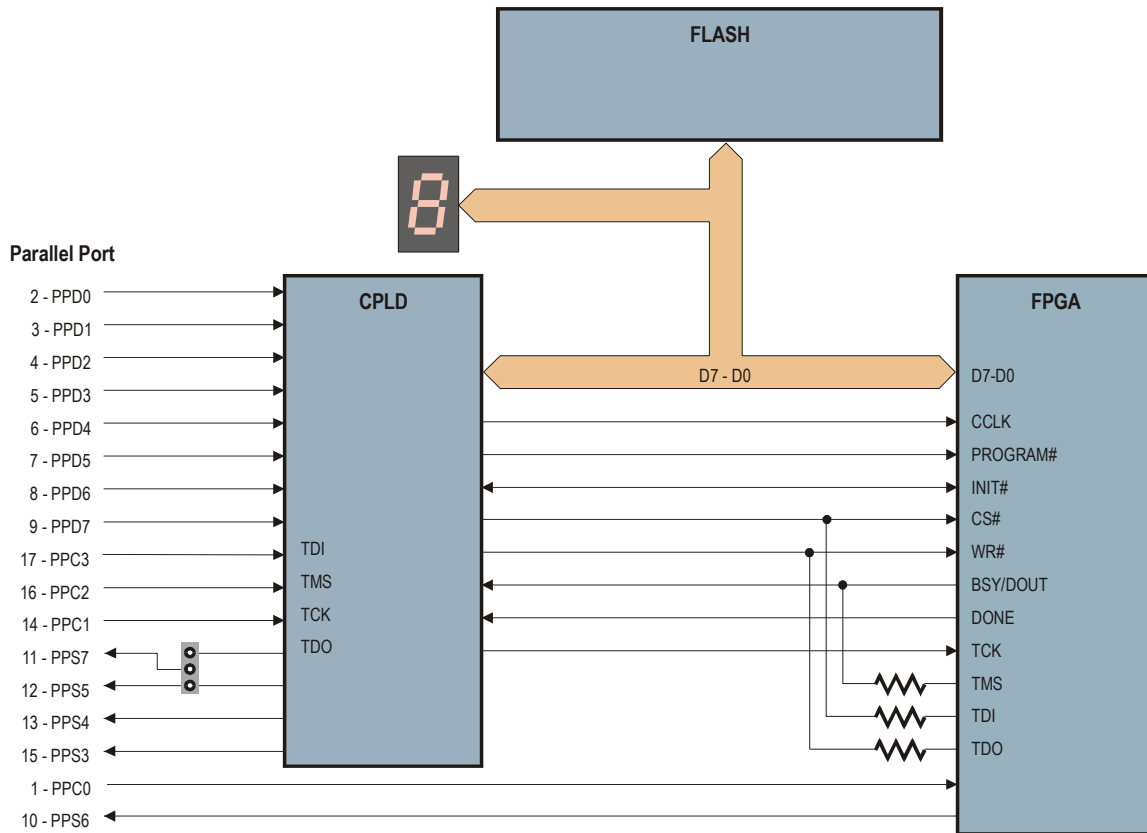 FLASH
8
Parallel Port
2 - PPD0
3 - PPD1
4 - PPD2
5 - PPD3
6 - PPD4
7 - PPD5
8 - PPD6
9 - PPD7
17 - PPC3
16 - PPC2
14 - PPC1
11 - PPS7
12 - PPS5
13 - PPS4
15 - PPS3
1 - PPC0
10 - PPS6
CPLD
TDI
TMS
TCK
TDO
D7 - D0
FPGA
D7-D0
CCLK
PROGRAM#
INIT#
CS#
WR#
BSY/DOUT
DONE
TCK
TMS
TDI
TDO